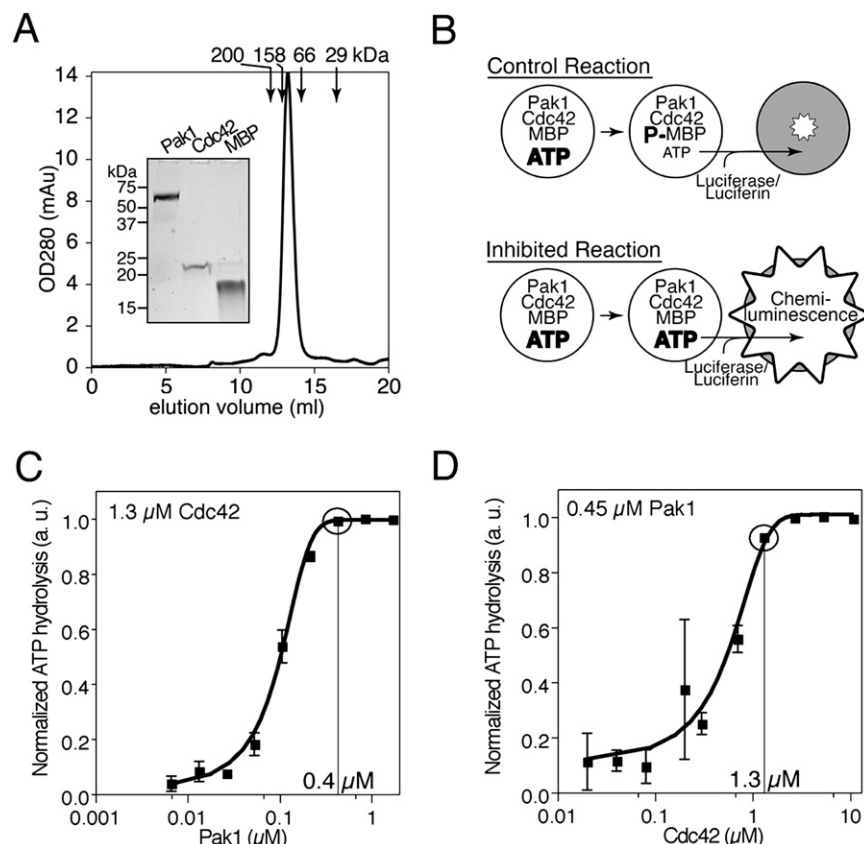 A
200 158 66 29 kDa
14
12
10
8
6
4
2
0
OD280 (mAu)
Pak1 Cdc42 MBP
kDa
75
50
37
25
20
15
0 5 10 15 20
elution volume (ml)
B
Control Reaction
Pak1
Cdc42
MBP
ATP
Pak1
Cdc42
P-MBP
ATP
Luciferase/
Luciferin
Inhibited Reaction
Pak1
Cdc42
MBP
ATP
Pak1
Cdc42
MBP
ATP
Chemi-
luminescence
Luciferase/
Luciferin
C
1.3 µM Cdc42
1.0
0.8
0.6
0.4
0.2
0.0
Normalized ATP hydrolysis (a. u.)
0.4 µM
0.001 0.01 0.1 1
Pak1 (µM)
D
0.45 µM Pak1
1.0
0.8
0.6
0.4
0.2
0.0
Normalized ATP hydrolysis (a. u.)
1.3 µM
0.01 0.1 1 10
Cdc42 (µM)